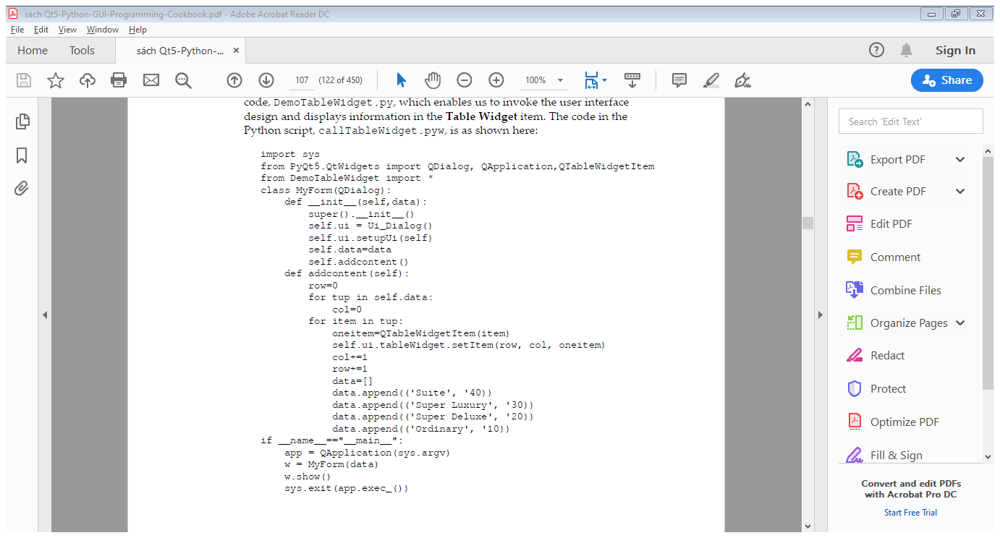 sách Qt5-Python-GUI-Programming-Cookbook.pdf - Adobe Acrobat Reader DC
File Edit View Window Help
Home Tools sách Qt5-Python-... × Sign In
107 (122 of 450) 100% Share
code, DemoTableWidget.py, which enables us to invoke the user interface
design and displays information in the Table Widget item. The code in the
Python script, callTableWidget.pyw, is as shown here:
import sys
from PyQt5.QtWidgets import QDialog, QApplication,QTableWidgetItem
from DemoTableWidget import *
class MyForm(QDialog):
    def __init__(self,data):
        super().__init__()
        self.ui = Ui_Dialog()
        self.ui.setupUi(self)
        self.data=data
        self.addcontent()
    def addcontent(self):
        row=0
        for tup in self.data:
            col=0
        for item in tup:
            oneitem=QTableWidgetItem(item)
            self.ui.tableWidget.setItem(row, col, oneitem)
            col+=1
            row+=1
            data=[]
            data.append(('Suite', '40'))
            data.append(('Super Luxury', '30'))
            data.append(('Super Deluxe', '20'))
            data.append(('Ordinary', '10'))
if __name__=="__main__":
    app = QApplication(sys.argv)
    w = MyForm(data)
    w.show()
    sys.exit(app.exec_())
Search 'Edit Text'
Export PDF
Create PDF
Edit PDF
Comment
Combine Files
Organize Pages
Redact
Protect
Optimize PDF
Fill & Sign
Convert and edit PDFs
with Acrobat Pro DC
Start Free Trial